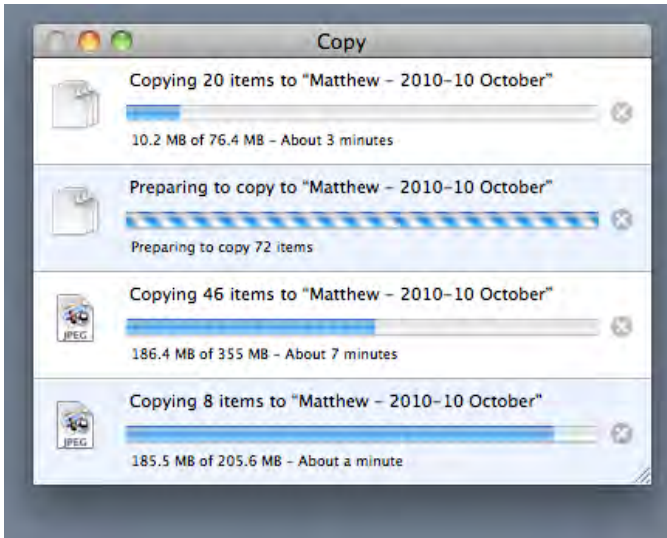 Copy
Copying 20 items to “Matthew – 2010–10 October”
10.2 MB of 76.4 MB – About 3 minutes
Preparing to copy to “Matthew – 2010–10 October”
Preparing to copy 72 items
Copying 46 items to “Matthew – 2010–10 October”
JPEG
186.4 MB of 355 MB – About 7 minutes
Copying 8 items to “Matthew – 2010–10 October”
JPEG
185.5 MB of 205.6 MB – About a minute